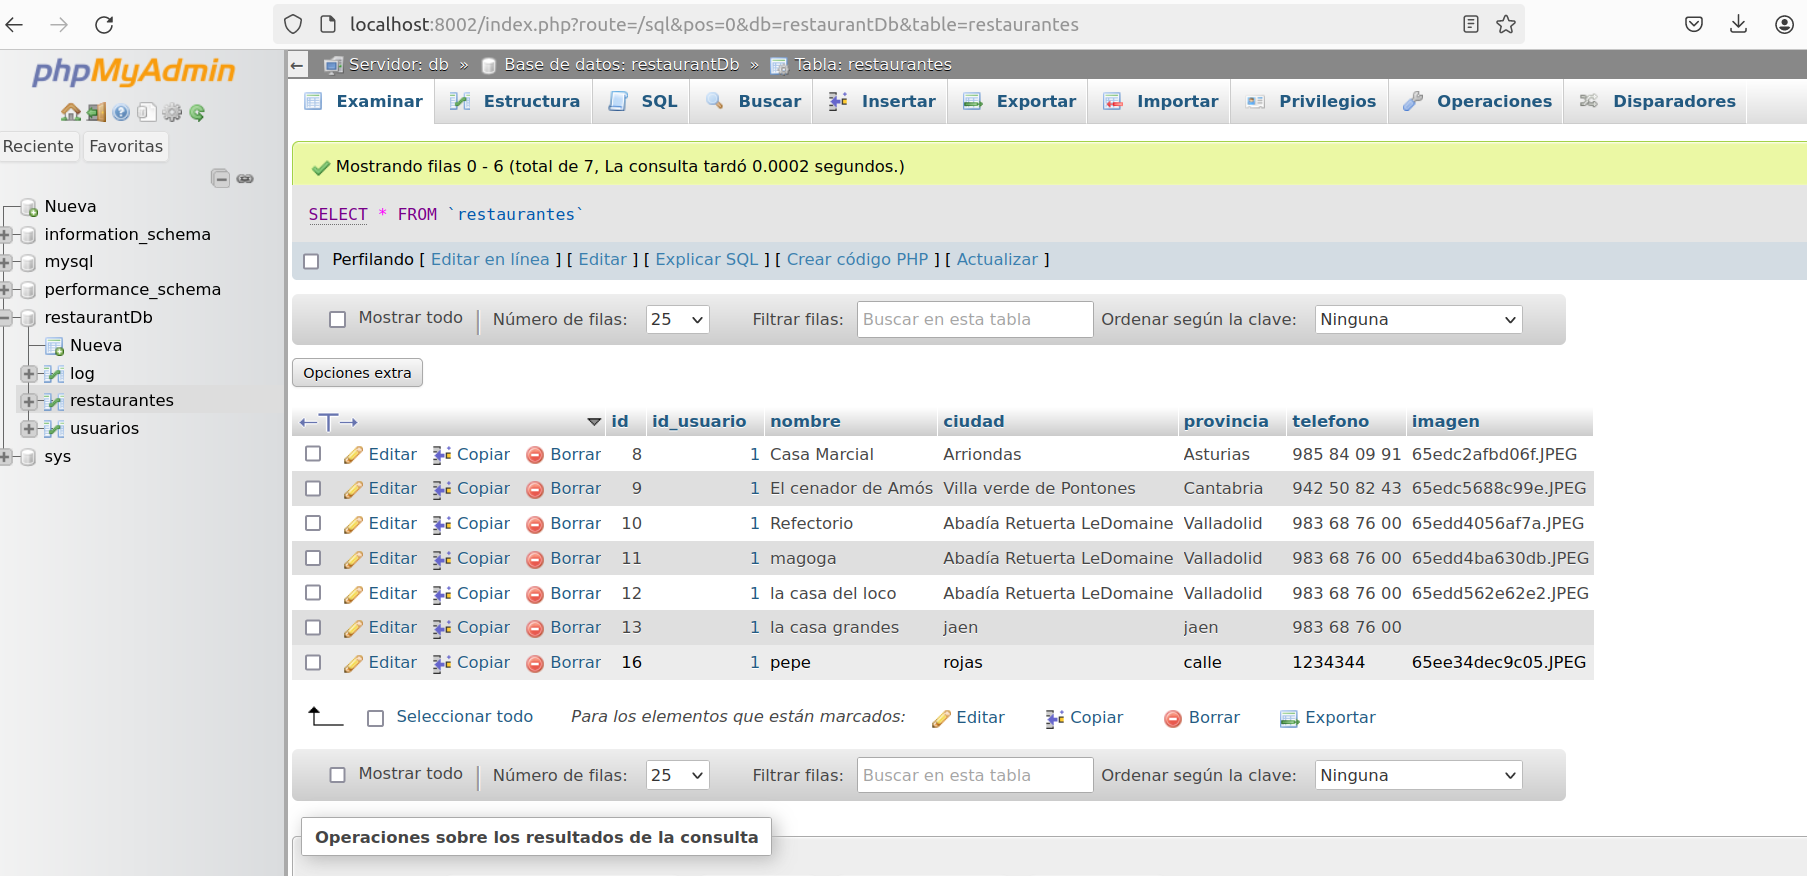 localhost:8002/index.php?route=/sql&pos=0&db=restaurantDb&table=restaurantes
phpMyAdmin
Reciente Favoritas
Nueva
information_schema
mysql
performance_schema
restaurantDb
Nueva
log
restaurantes
usuarios
sys
← Servidor: db » Base de datos: restaurantDb » Tabla: restaurantes
Examinar Estructura SQL Buscar Insertar Exportar Importar Privilegios Operaciones Disparadores
Mostrando filas 0 - 6 (total de 7, La consulta tardó 0.0002 segundos.)
SELECT * FROM `restaurantes`
Perfilando [ Editar en línea ] [ Editar ] [ Explicar SQL ] [ Crear código PHP ] [ Actualizar ]
Mostrar todo | Número de filas: 25 Filtrar filas: Buscar en esta tabla Ordenar según la clave: Ninguna
Opciones extra
←T→ id id_usuario nombre ciudad provincia telefono imagen
Editar Copiar Borrar 8 1 Casa Marcial Arriondas Asturias 985 84 09 91 65edc2afbd06f.JPEG
Editar Copiar Borrar 9 1 El cenador de Amós Villa verde de Pontones Cantabria 942 50 82 43 65edc5688c99e.JPEG
Editar Copiar Borrar 10 1 Refectorio Abadía Retuerta LeDomaine Valladolid 983 68 76 00 65edd4056af7a.JPEG
Editar Copiar Borrar 11 1 magoga Abadía Retuerta LeDomaine Valladolid 983 68 76 00 65edd4ba630db.JPEG
Editar Copiar Borrar 12 1 la casa del loco Abadía Retuerta LeDomaine Valladolid 983 68 76 00 65edd562e62e2.JPEG
Editar Copiar Borrar 13 1 la casa grandes jaen jaen 983 68 76 00
Editar Copiar Borrar 16 1 pepe rojas calle 1234344 65ee34dec9c05.JPEG
Seleccionar todo Para los elementos que están marcados: Editar Copiar Borrar Exportar
Mostrar todo | Número de filas: 25 Filtrar filas: Buscar en esta tabla Ordenar según la clave: Ninguna
Operaciones sobre los resultados de la consulta